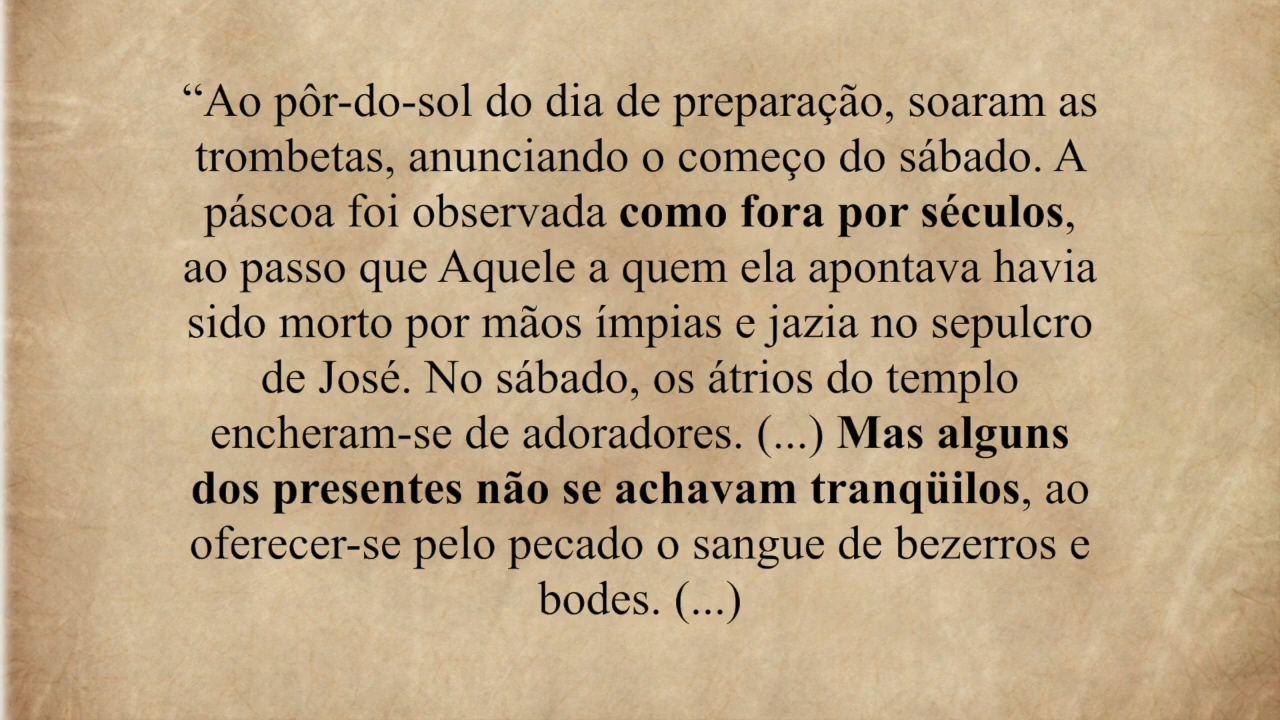 “Ao pôr-do-sol do dia de preparação, soaram as
trombetas, anunciando o começo do sábado. A
páscoa foi observada como fora por séculos,
ao passo que Aquele a quem ela apontava havia
sido morto por mãos ímpias e jazia no sepulcro
de José. No sábado, os átrios do templo
encheram-se de adoradores. (...) Mas alguns
dos presentes não se achavam tranqüilos, ao
oferecer-se pelo pecado o sangue de bezerros e
bodes. (...)